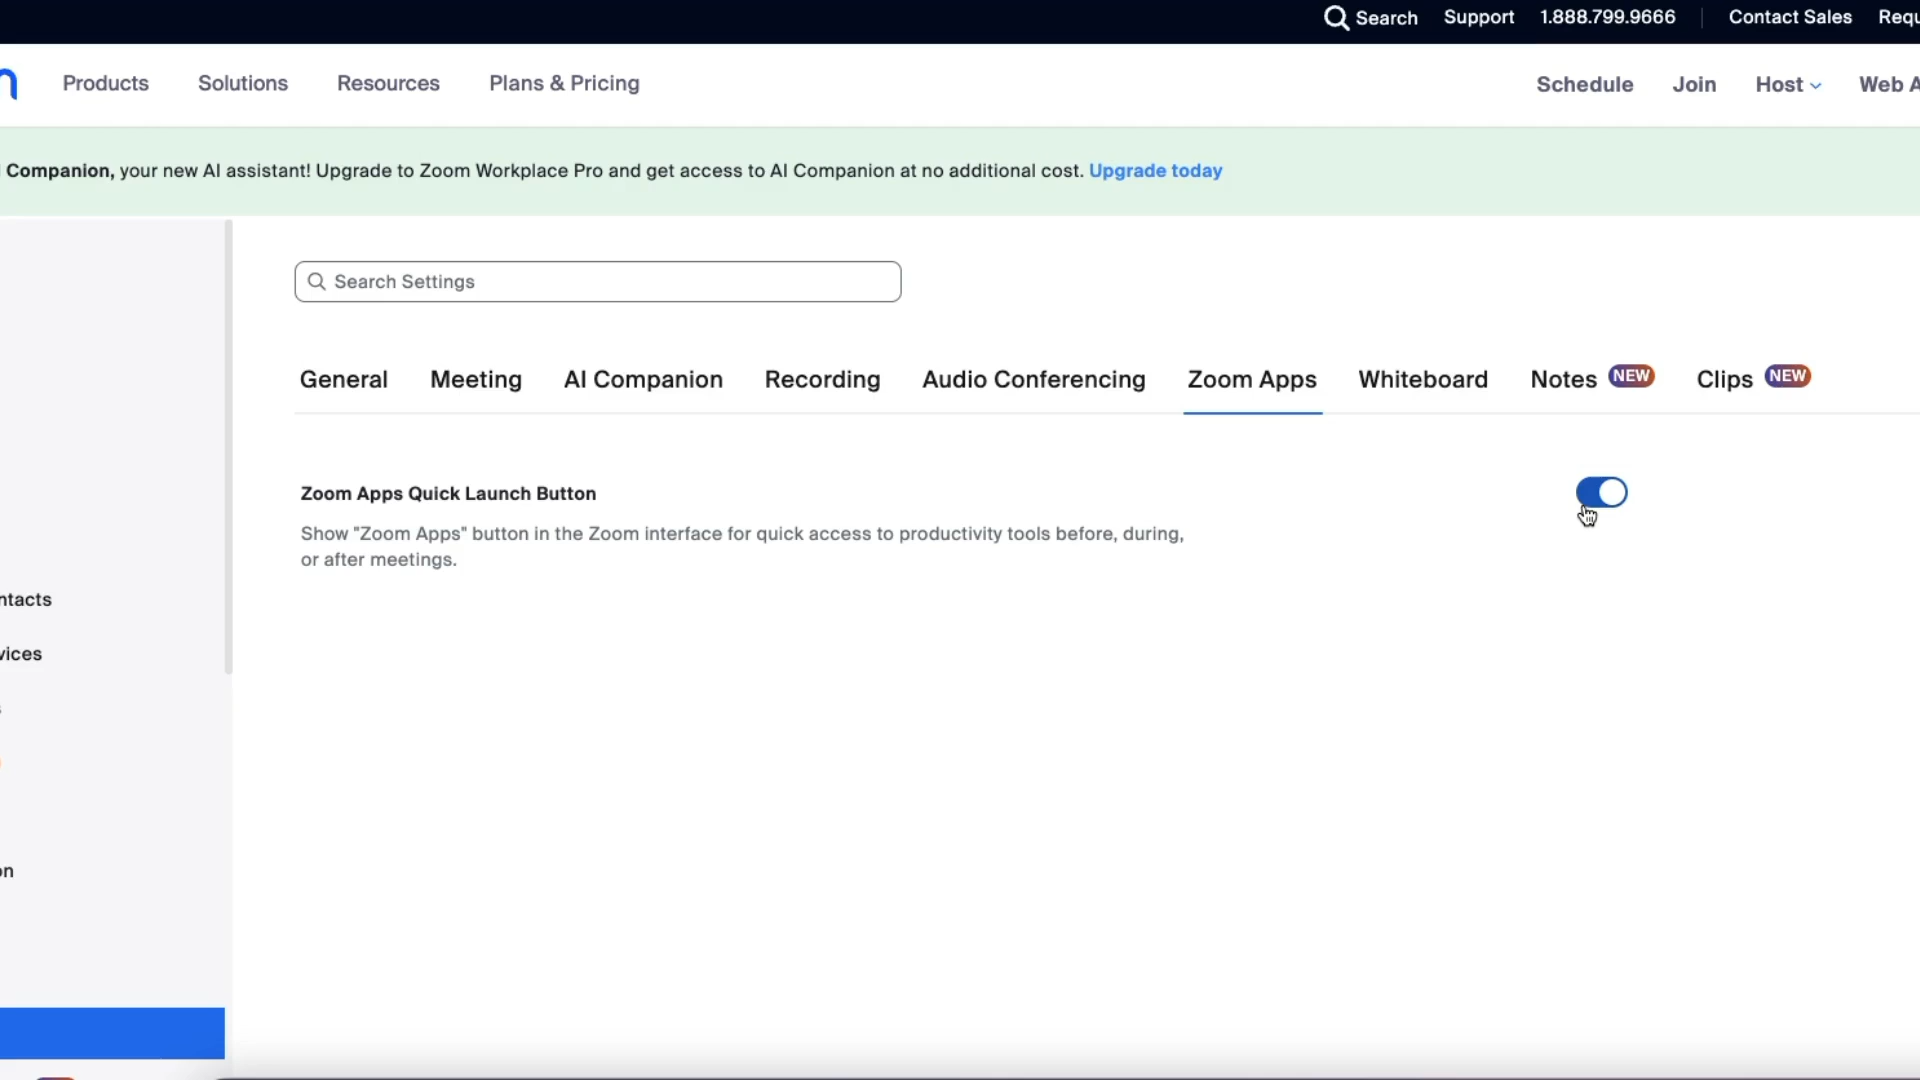 Search Support 1.888.799.9666 Contact Sales Requ
Products Solutions Resources Plans & Pricing Schedule Join Host Web A
Companion, your new AI assistant! Upgrade to Zoom Workplace Pro and get access to AI Companion at no additional cost. Upgrade today
Search Settings
General Meeting AI Companion Recording Audio Conferencing Zoom Apps Whiteboard Notes NEW Clips NEW
Zoom Apps Quick Launch Button
Show "Zoom Apps" button in the Zoom interface for quick access to productivity tools before, during,
or after meetings.
ntacts
vices
on